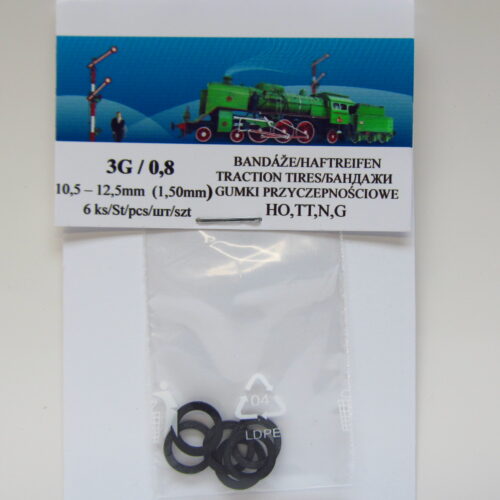 3G / 0,8
10,5 – 12,5mm (1,50mm)
6 ks/St/pcs/шт/szt
BANDÁŽE/HAFTREIFEN
TRACTION TIRES/БАНДАЖИ
GUMKI PRZYCZEPNOŚCIOWE
HO,TT,N,G
04
LDPE